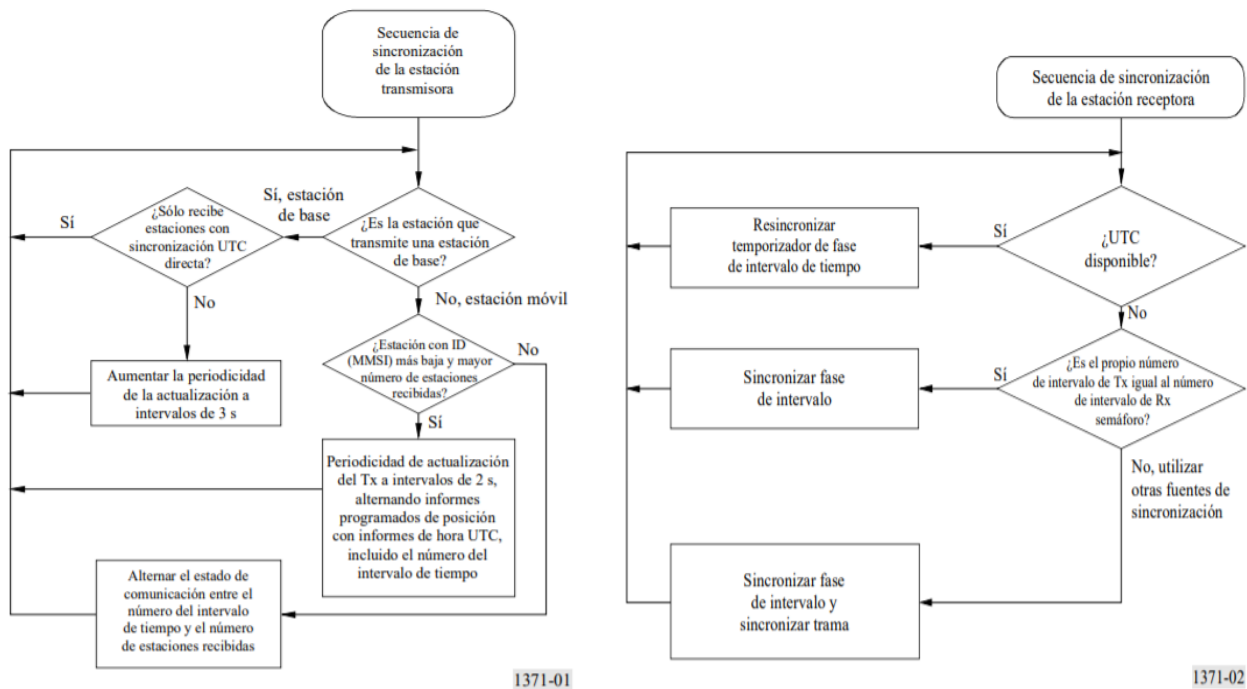 Secuencia de
sincronización
de la estación
transmisora
Sí, estación
de base
¿Es la estación que
transmite una estación
de base?
¿Sólo recibe
estaciones con
sincronización UTC
directa?
Sí
No
Aumentar la periodicidad
de la actualización a
intervalos de 3 s
No, estación móvil
¿Estación con ID
(MMSI) más baja y mayor
número de estaciones
recibidas?
No
Sí
Periodicidad de actualización
del Tx a intervalos de 2 s,
alternando informes
programados de posición
con informes de hora UTC,
incluido el número del
intervalo de tiempo
Alternar el estado de
comunicación entre el
número del intervalo
de tiempo y el número
de estaciones recibidas
1371-01
Secuencia de sincronización
de la estación receptora
¿UTC
disponible?
Sí
Resincronizar
temporizador de fase
de intervalo de tiempo
No
¿Es el propio número
de intervalo de Tx igual al número
de intervalo de Rx
semáforo?
Sí
Sincronizar fase
de intervalo
No, utilizar
otras fuentes de
sincronización
Sincronizar fase
de intervalo y
sincronizar trama
1371-02